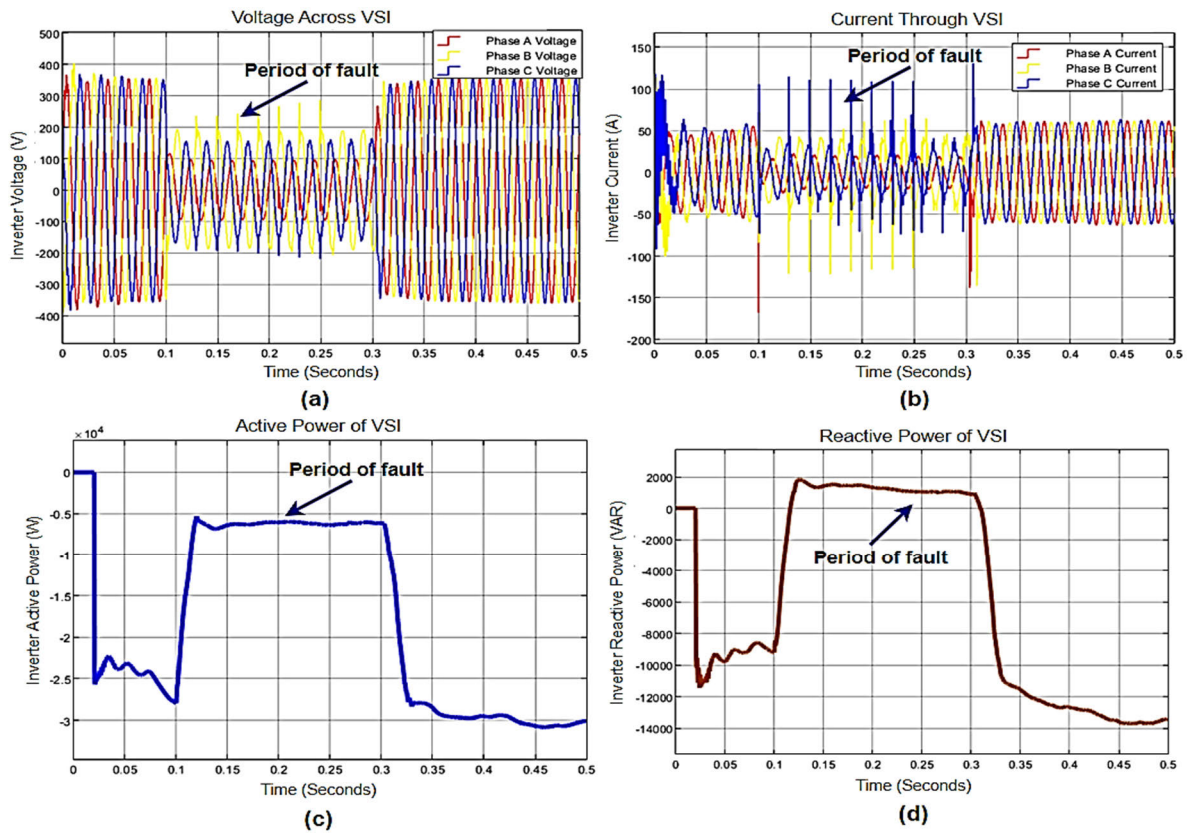 Voltage Across VSI
Phase A Voltage
Phase B Voltage
Phase C Voltage
Period of fault
Inverter Voltage (V)
500
400
300
200
100
0
-100
-200
-300
-400
0 0.05 0.1 0.15 0.2 0.25 0.3 0.35 0.4 0.45 0.5
Time (Seconds)
(a)
Current Through VSI
Phase A Current
Phase B Current
Phase C Current
Period of fault
Inverter Current (A)
150
100
50
0
-50
-100
-150
-200
0 0.05 0.1 0.15 0.2 0.25 0.3 0.35 0.4 0.45 0.5
Time (Seconds)
(b)
Active Power of VSI
× 10⁴
Period of fault
Inverter Active Power (W)
0
-0.5
-1
-1.5
-2
-2.5
-3
0 0.05 0.1 0.15 0.2 0.25 0.3 0.35 0.4 0.45 0.5
Time (Seconds)
(c)
Reactive Power of VSI
Period of fault
Inverter Reactive Power (VAR)
2000
0
-2000
-4000
-6000
-8000
-10000
-12000
-14000
0 0.05 0.1 0.15 0.2 0.25 0.3 0.35 0.4 0.45 0.5
Time (Seconds)
(d)